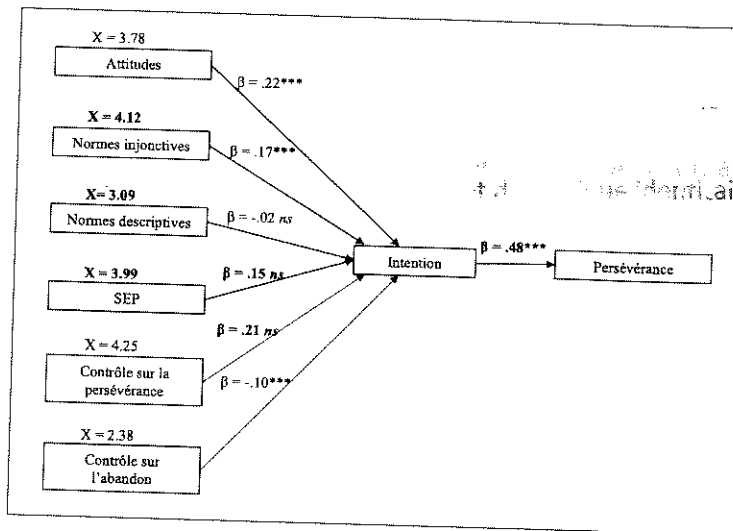 X = 3.78
Attitudes
β = .22***
X = 4.12
Normes injonctives
β = .17***
X= 3.09
Normes descriptives
β = -.02 ns
X = 3.99
SEP
β = .15 ns
Intention
β = .48***
Persévérance
X = 4.25
Contrôle sur la
persévérance
β = .21 ns
X = 2.38
Contrôle sur
l'abandon
β = -.10***